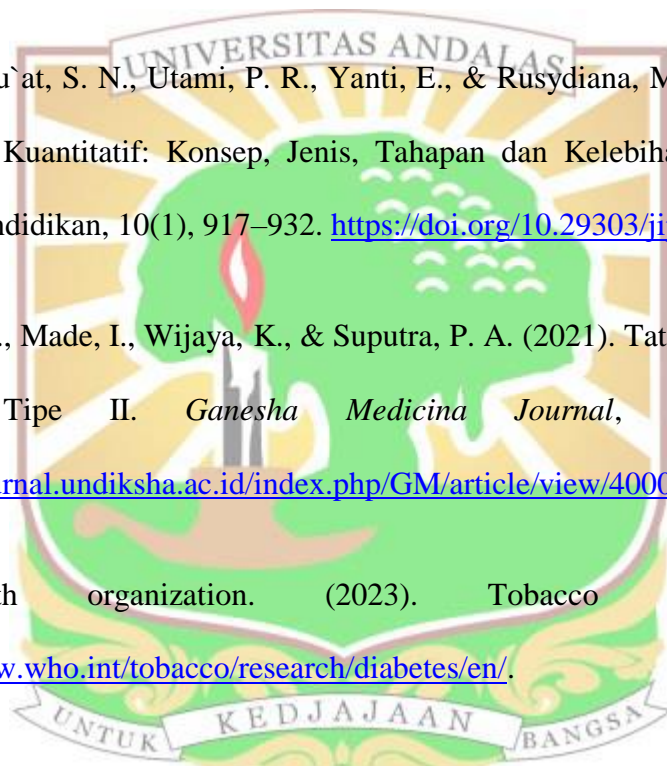 UNIVERSITAS ANDALAS
u`at, S. N., Utami, P. R., Yanti, E., & Rusydiana, M
Kuantitatif: Konsep, Jenis, Tahapan dan Kelebiha
ndidikan, 10(1), 917–932. https://doi.org/10.29303/ji
., Made, I., Wijaya, K., & Suputra, P. A. (2021). Tat
Tipe II. Ganesha Medicina Journal,
urnal.undiksha.ac.id/index.php/GM/article/view/4000
th organization. (2023). Tobacco
w.who.int/tobacco/research/diabetes/en/.
UNTUK KEDJAJAAN BANGSA